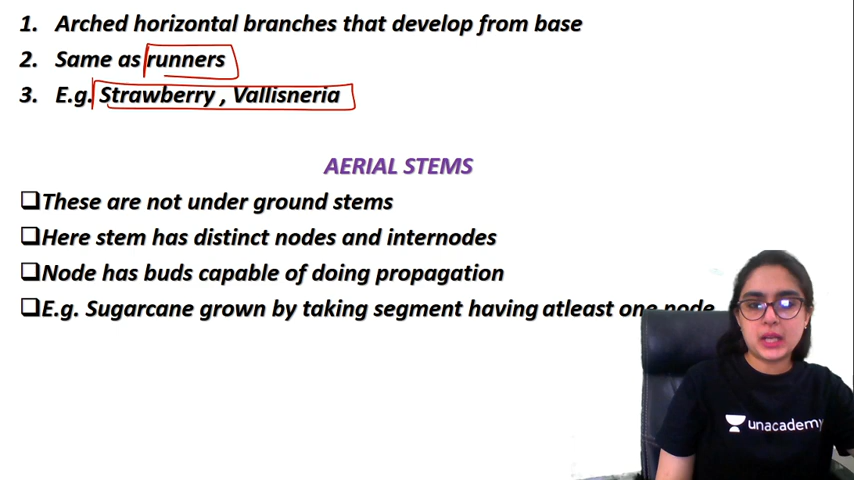 1. Arched horizontal branches that develop from base
2. Same as runners
3. E.g. Strawberry , Vallisneria
AERIAL STEMS
❑These are not under ground stems
❑Here stem has distinct nodes and internodes
❑Node has buds capable of doing propagation
❑E.g. Sugarcane grown by taking segment having atleast one node
unacademy